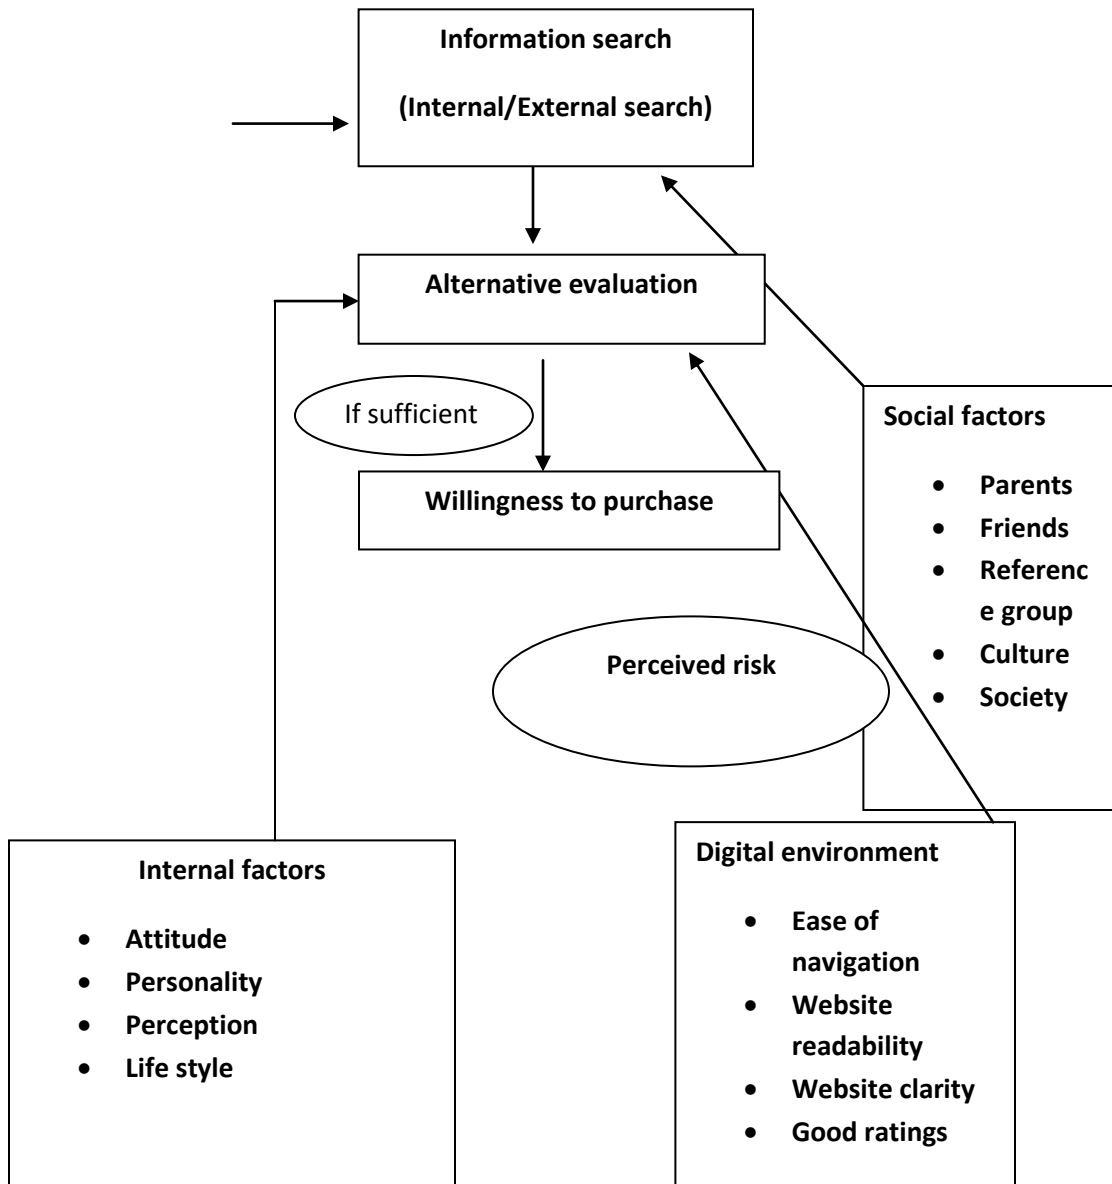 Information search
(Internal/External search)
Alternative evaluation
If sufficient
Willingness to purchase
Social factors
• Parents
• Friends
• Referenc
e group
• Culture
• Society
Perceived risk
Internal factors
• Attitude
• Personality
• Perception
• Life style
Digital environment
• Ease of
navigation
• Website
readability
• Website clarity
• Good ratings